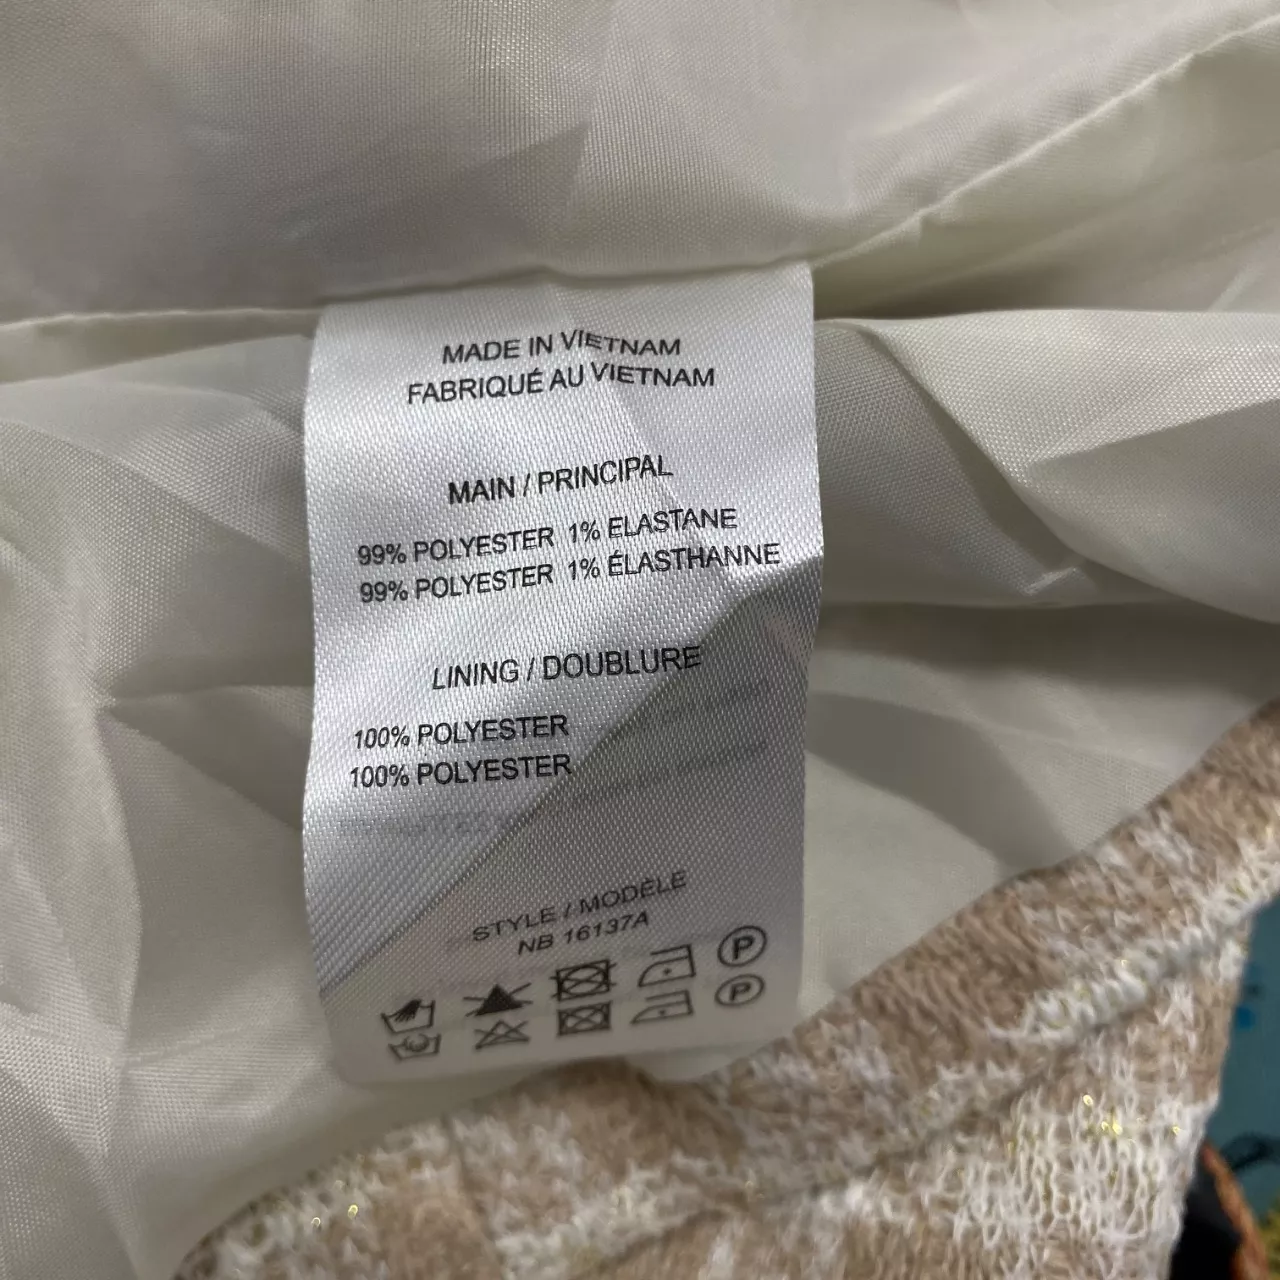 MADE IN VIETNAM
FABRIQUÉ AU VIETNAM
MAIN / PRINCIPAL
99% POLYESTER 1% ELASTANE
99% POLYESTER 1% ÉLASTHANNE
LINING / DOUBLURE
100% POLYESTER
100% POLYESTER
STYLE / MODÈLE
NB 16137A
P
P